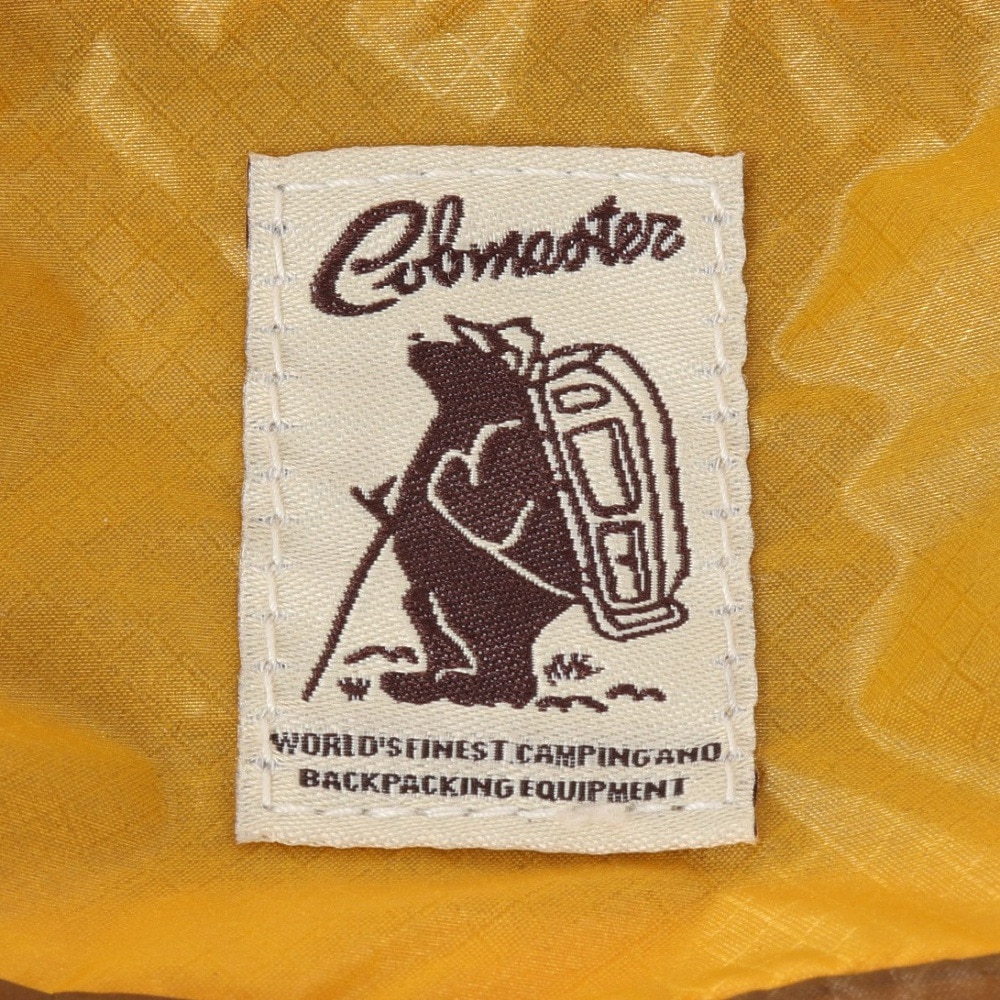 Cobmaster
WORLD'S FINEST CAMPING AND
BACKPACKING EQUIPMENT